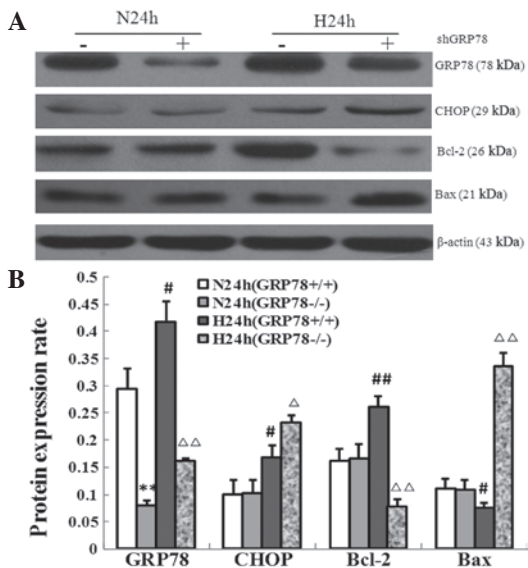 A
N24h H24h
- + - + shGRP78
GRP78 (78 kDa)
CHOP (29 kDa)
Bcl-2 (26 kDa)
Bax (21 kDa)
β-actin (43 kDa)
B
Protein expression rate
0.5
0.45
0.4
0.35
0.3
0.25
0.2
0.15
0.1
0.05
0
N24h(GRP78+/+)
N24h(GRP78-/-)
H24h(GRP78+/+)
H24h(GRP78-/-)
** # △△
# △
## △△
# △△
GRP78 CHOP Bcl-2 Bax